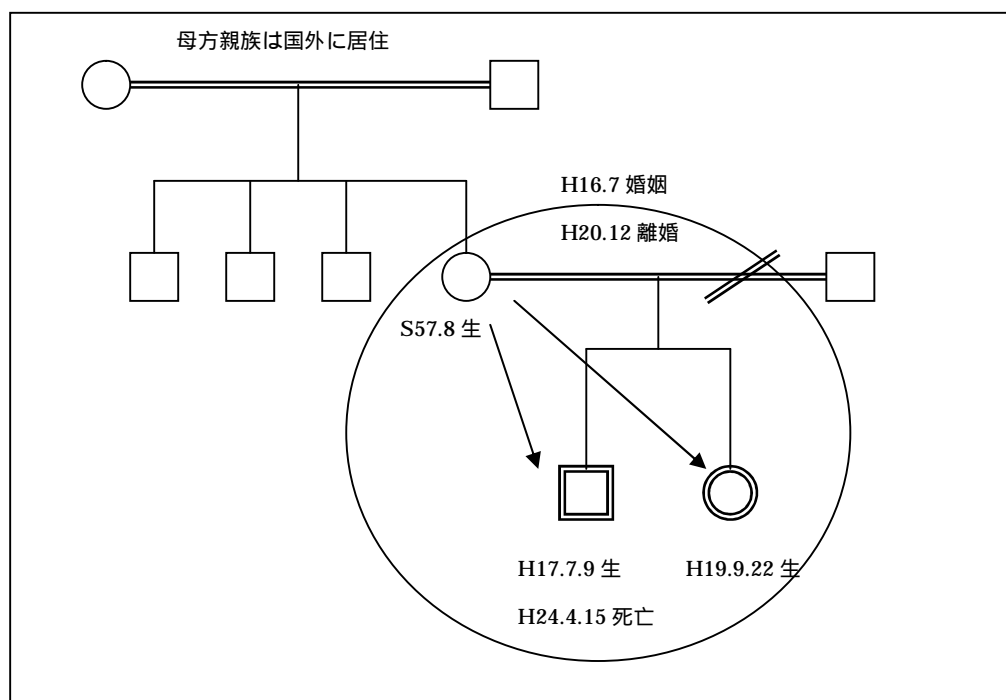 母方親族は国外に居住
H16.7 婚姻
H20.12 離婚
S57.8 生
H17.7.9 生
H19.9.22 生
H24.4.15 死亡